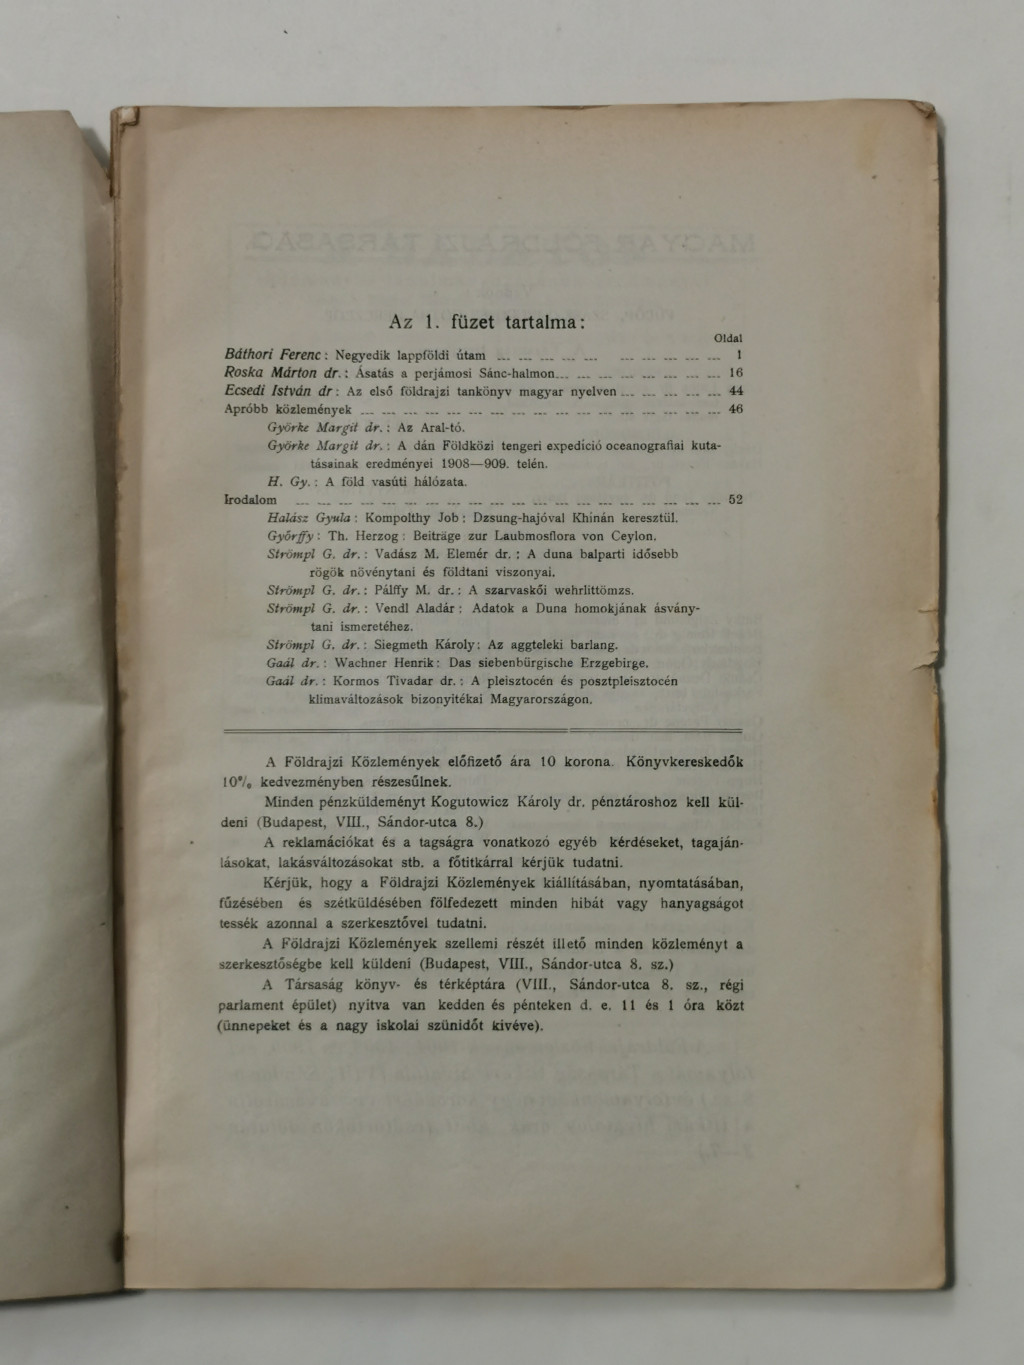 Az 1. füzet tartalma:
Oldal
Báthori Ferenc: Negyedik lappföldi útam 1
Roska Márton dr.: Ásatás a perjámosi Sánc-halmon 16
Ecsedi István dr: Az első földrajzi tankönyv magyar nyelven 44
Apróbb közlemények 46
Györke Margit dr.: Az Aral-tó.
Györke Margit dr.: A dán Földközi tengeri expedíció oceanografiai kuta-
tásainak eredményei 1908—909. telén.
H. Gy.: A föld vasúti hálózata.
Irodalom 52
Halász Gyula: Kompolthy Job: Dzsung-hajóval Khinán keresztül.
Győrffy: Th. Herzog: Beiträge zur Laubmosflora von Ceylon.
Strömpl G. dr.: Vadász M. Elemér dr.: A duna balparti idősebb
rögök növénytani és földtani viszonyai.
Strömpl G. dr.: Pálffy M. dr.: A szarvaskői wehrlittömzs.
Strömpl G. dr.: Vendl Aladár: Adatok a Duna homokjának ásvány-
tani ismeretéhez.
Strömpl G. dr.: Siegmeth Károly: Az aggteleki barlang.
Gaál dr.: Wachner Henrik: Das siebenbürgische Erzgebirge.
Gaál dr.: Kormos Tivadar dr.: A pleisztocén és posztpleisztocén
klimaváltozások bizonyitékai Magyarországon.
A Földrajzi Közlemények előfizető ára 10 korona. Könyvkereskedők
10% kedvezményben részesűlnek.
Minden pénzküldeményt Kogutowicz Károly dr. pénztároshoz kell kül-
deni (Budapest, VIII., Sándor-utca 8.)
A reklamációkat és a tagságra vonatkozó egyéb kérdéseket, tagaján-
lásokat, lakásváltozásokat stb. a főtitkárral kérjük tudatni.
Kérjük, hogy a Földrajzi Közlemények kiállításában, nyomtatásában,
fűzésében és szétküldésében fölfedezett minden hibát vagy hanyagságot
tessék azonnal a szerkesztővel tudatni.
A Földrajzi Közlemények szellemi részét illető minden közleményt a
szerkesztőségbe kell küldeni (Budapest, VIII., Sándor-utca 8. sz.)
A Társaság könyv- és térképtára (VIII., Sándor-utca 8. sz., régi
parlament épület) nyitva van kedden és pénteken d. e. 11 és 1 óra közt
(ünnepeket és a nagy iskolai szünidőt kivéve).